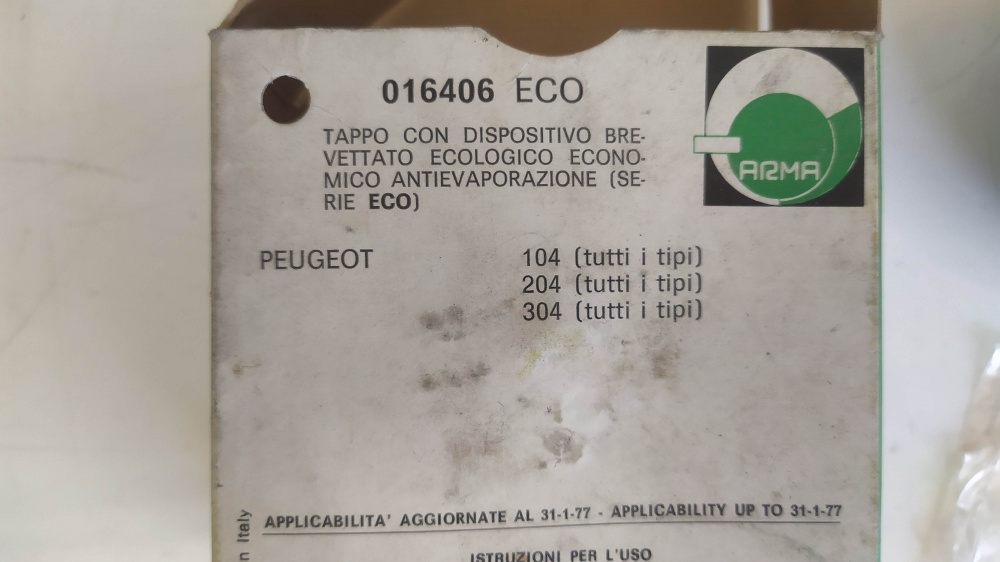 016406 ECO
ARMA
TAPPO CON DISPOSITIVO BRE-
VETTATO ECOLOGICO ECONO-
MICO ANTIEVAPORAZIONE (SE-
RIE ECO)
PEUGEOT 104 (tutti i tipi)
204 (tutti i tipi)
304 (tutti i tipi)
APPLICABILITA' AGGIORNATE AL 31-1-77 - APPLICABILITY UP TO 31-1-77
ISTRUZIONI PER L'USO
Italy